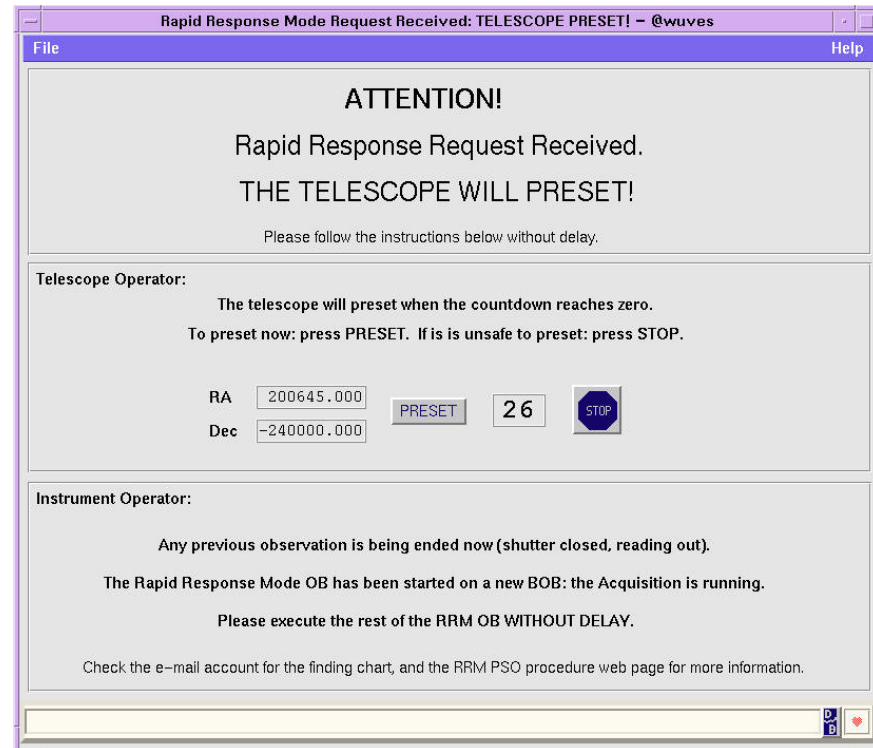 Rapid Response Mode Request Received: TELESCOPE PRESET! - @wuves
File Help
ATTENTION!
Rapid Response Request Received.
THE TELESCOPE WILL PRESET!
Please follow the instructions below without delay.
Telescope Operator:
The telescope will preset when the countdown reaches zero.
To preset now: press PRESET. If is is unsafe to preset: press STOP.
RA 200645.000
PRESET 26 STOP
Dec -240000.000
Instrument Operator:
Any previous observation is being ended now (shutter closed, reading out).
The Rapid Response Mode OB has been started on a new BOB: the Acquisition is running.
Please execute the rest of the RRM OB WITHOUT DELAY.
Check the e-mail account for the finding chart, and the RRM PSO procedure web page for more information.
D
B